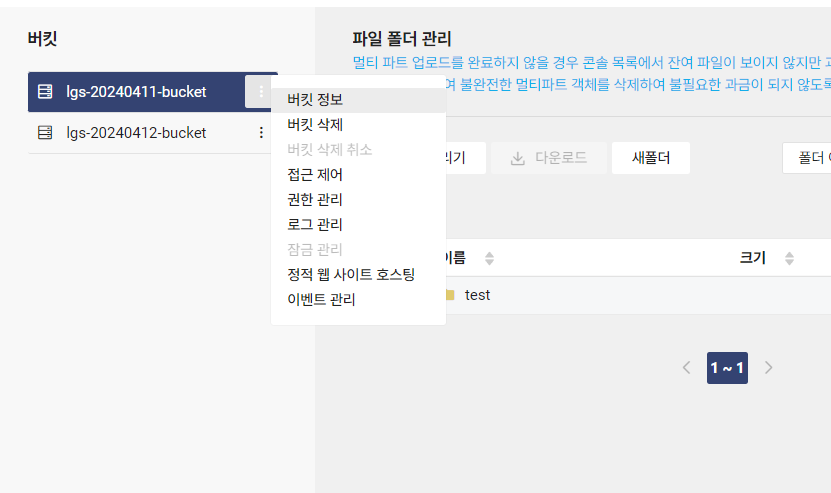 버킷
lgs-20240411-bucket
lgs-20240412-bucket
버킷 정보
버킷 삭제
버킷 삭제 취소
접근 제어
권한 관리
로그 관리
잠금 관리
정적 웹 사이트 호스팅
이벤트 관리
파일 폴더 관리
멀티 파트 업로드를 완료하지 않을 경우 콘솔 목록에서 잔여 파일이 보이지 않지만
여 불완전한 멀티파트 객체를 삭제하여 불필요한 과금이 되지 않도록
리기 다운로드 새폴더 폴더
이름 크기
test
1 ~ 1